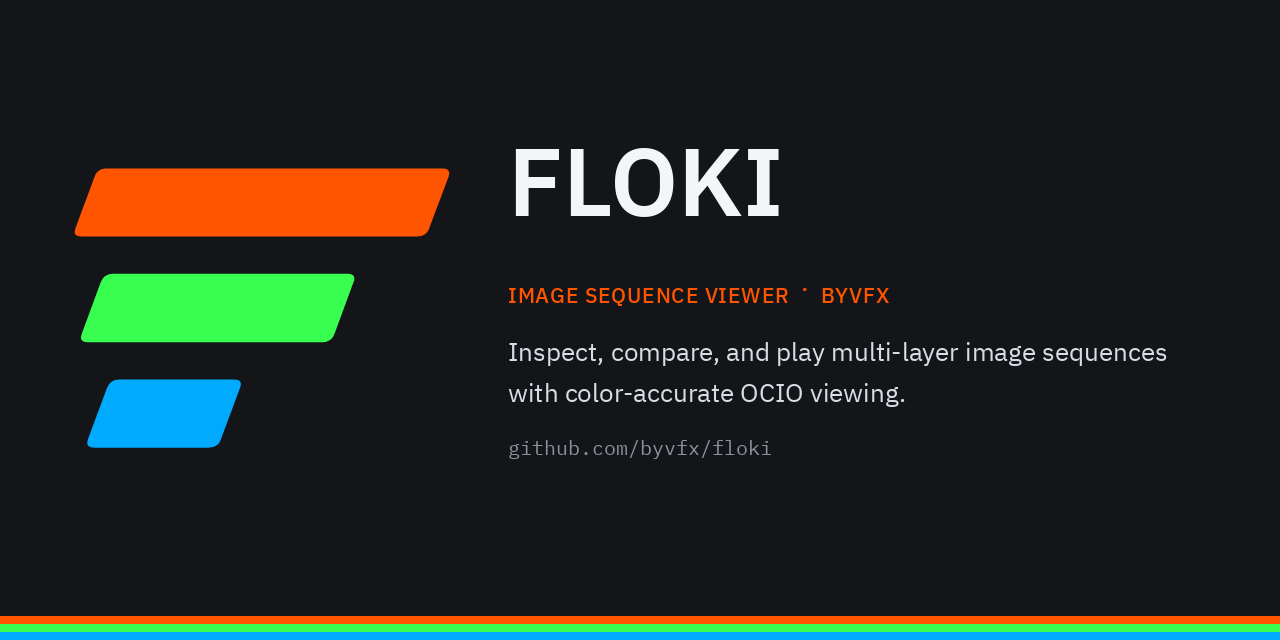 FLOKI
IMAGE SEQUENCE VIEWER · BYVFX
Inspect, compare, and play multi-layer image sequences
with color-accurate OCIO viewing.
github.com/byvfx/floki